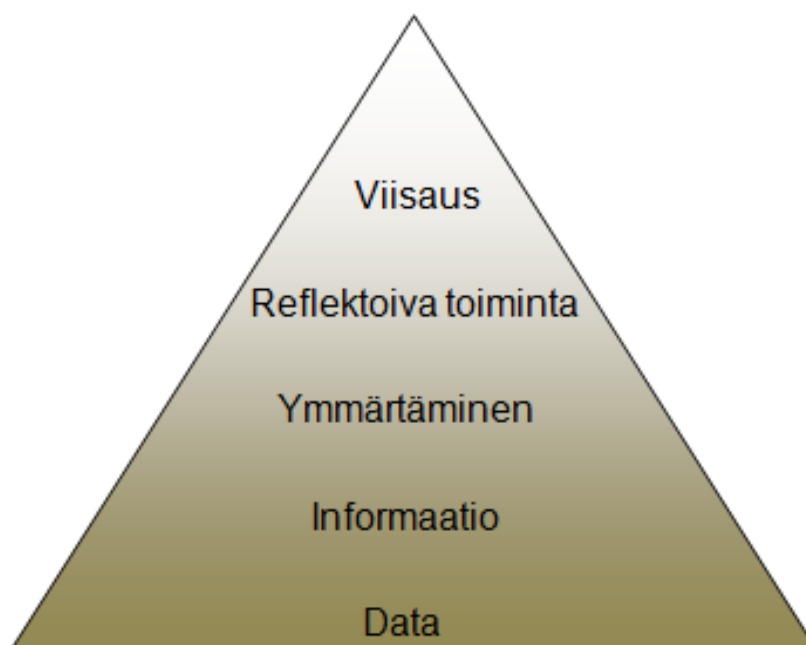 Viisaus
Reflektoiva toiminta
Ymmärtäminen
Informaatio
Data